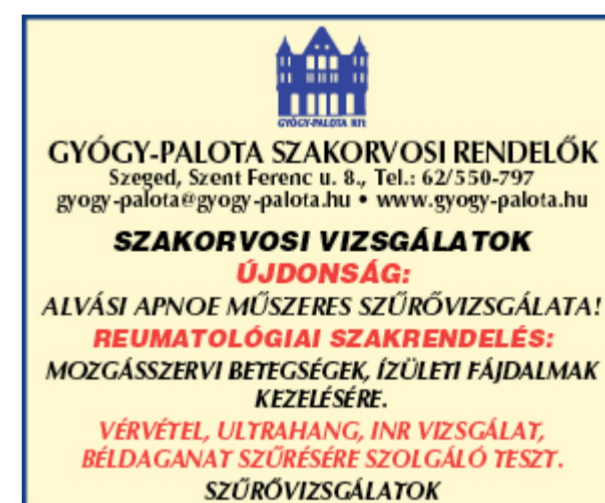 GYÓGY-PALOTA Kft
GYÓGY-PALOTA SZAKORVOSI RENDELŐK
Szeged, Szent Ferenc u. 8., Tel.: 62/550-797
gyogy-palota@gyogy-palota.hu • www.gyogy-palota.hu
SZAKORVOSI VIZSGÁLATOK
ÚJDONSÁG:
ALVÁSI APNOE MŰSZERES SZŰRŐVIZSGÁLATA!
REUMATOLÓGIAI SZAKRENDELÉS:
MOZGÁSSZERVI BETEGSÉGEK, ÍZÜLETI FÁJDALMAK
KEZELÉSÉRE.
VÉRVÉTEL, ULTRAHANG, INR VIZSGÁLAT,
BÉLDAGANAT SZŰRÉSÉRE SZOLGÁLÓ TESZT.
SZŰRŐVIZSGÁLATOK